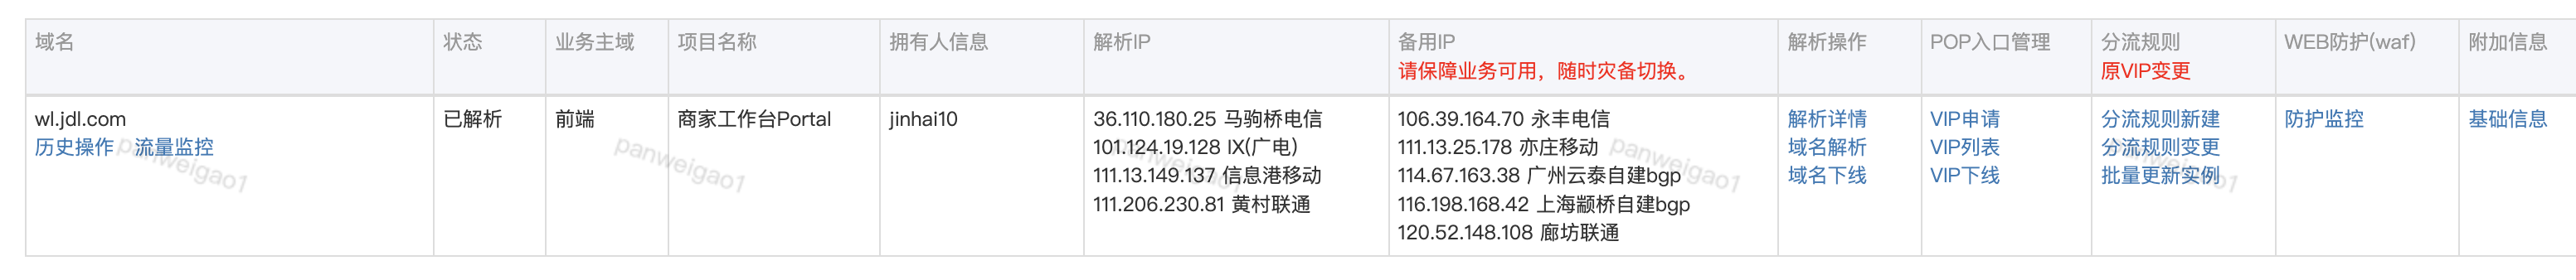 域名
状态
业务主域
项目名称
拥有人信息
解析IP
备用IP
请保障业务可用，随时灾备切换。
解析操作
POP入口管理
分流规则
原VIP变更
WEB防护(waf)
附加信息
wl.jdl.com
历史操作 流量监控
已解析
前端
商家工作台Portal
jinhai10
36.110.180.25 马驹桥电信
101.124.19.128 IX(广电)
111.13.149.137 信息港移动
111.206.230.81 黄村联通
106.39.164.70 永丰电信
111.13.25.178 亦庄移动
114.67.163.38 广州云泰自建bgp
116.198.168.42 上海颛桥自建bgp
120.52.148.108 廊坊联通
解析详情
域名解析
域名下线
VIP申请
VIP列表
VIP下线
分流规则新建
分流规则变更
批量更新实例
防护监控
基础信息
panweigao1
panweigao1
panweigao1
panweigao1
panweigao1